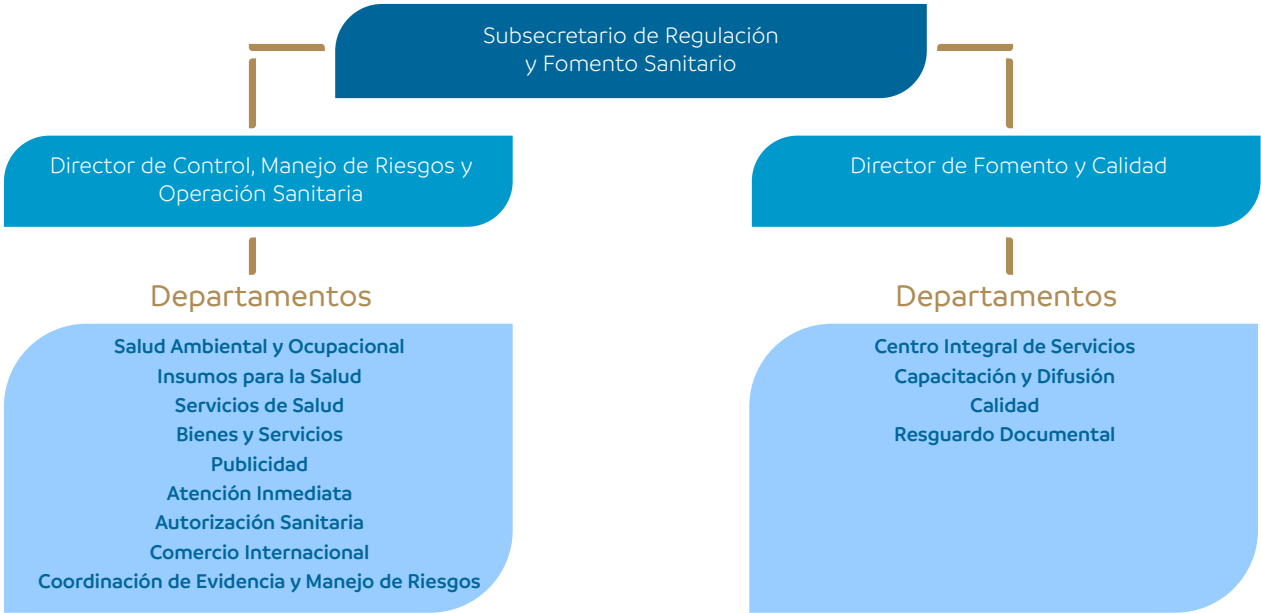 Subsecretario de Regulación
y Fomento Sanitario
Director de Control, Manejo de Riesgos y
Operación Sanitaria
Departamentos
Salud Ambiental y Ocupacional
Insumos para la Salud
Servicios de Salud
Bienes y Servicios
Publicidad
Atención Inmediata
Autorización Sanitaria
Comercio Internacional
Coordinación de Evidencia y Manejo de Riesgos
Director de Fomento y Calidad
Departamentos
Centro Integral de Servicios
Capacitación y Difusión
Calidad
Resguardo Documental